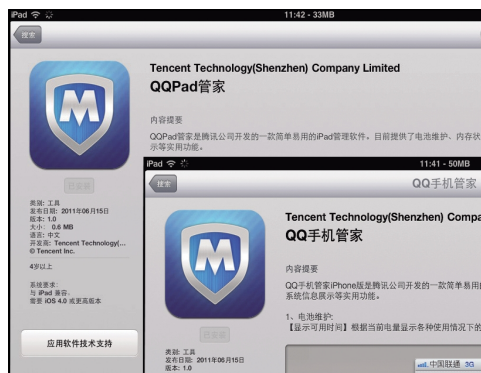 iPad
11:42 - 33MB
搜索
Tencent Technology(Shenzhen) Company Limited
QQPad管家
内容提要
QQPad管家是腾讯公司开发的一款简单易用的iPad管理软件。目前提供了电池维护、内存状
示等实用功能。
M
已安装
类别: 工具
发布日期: 2011年06月15日
版本: 1.0
大小: 0.6 MB
语言: 中文
开发商: Tencent Technology(...
© Tencent Inc.
4岁以上
系统要求:
与 iPad 兼容。
需要 iOS 4.0 或更高版本
应用软件技术支持
iPad
11:41 - 50MB
搜索
QQ手机管家
Tencent Technology(Shenzhen) Compa
QQ手机管家
内容提要
QQ手机管家iPhone版是腾讯公司开发的一款简单易用
系统信息展示等实用功能。
1、电池维护:
【显示可用时间】根据当前电量显示各种使用情况下的
M
已安装
类别: 工具
发布日期: 2011年06月15日
版本: 1.0
中国联通 3G